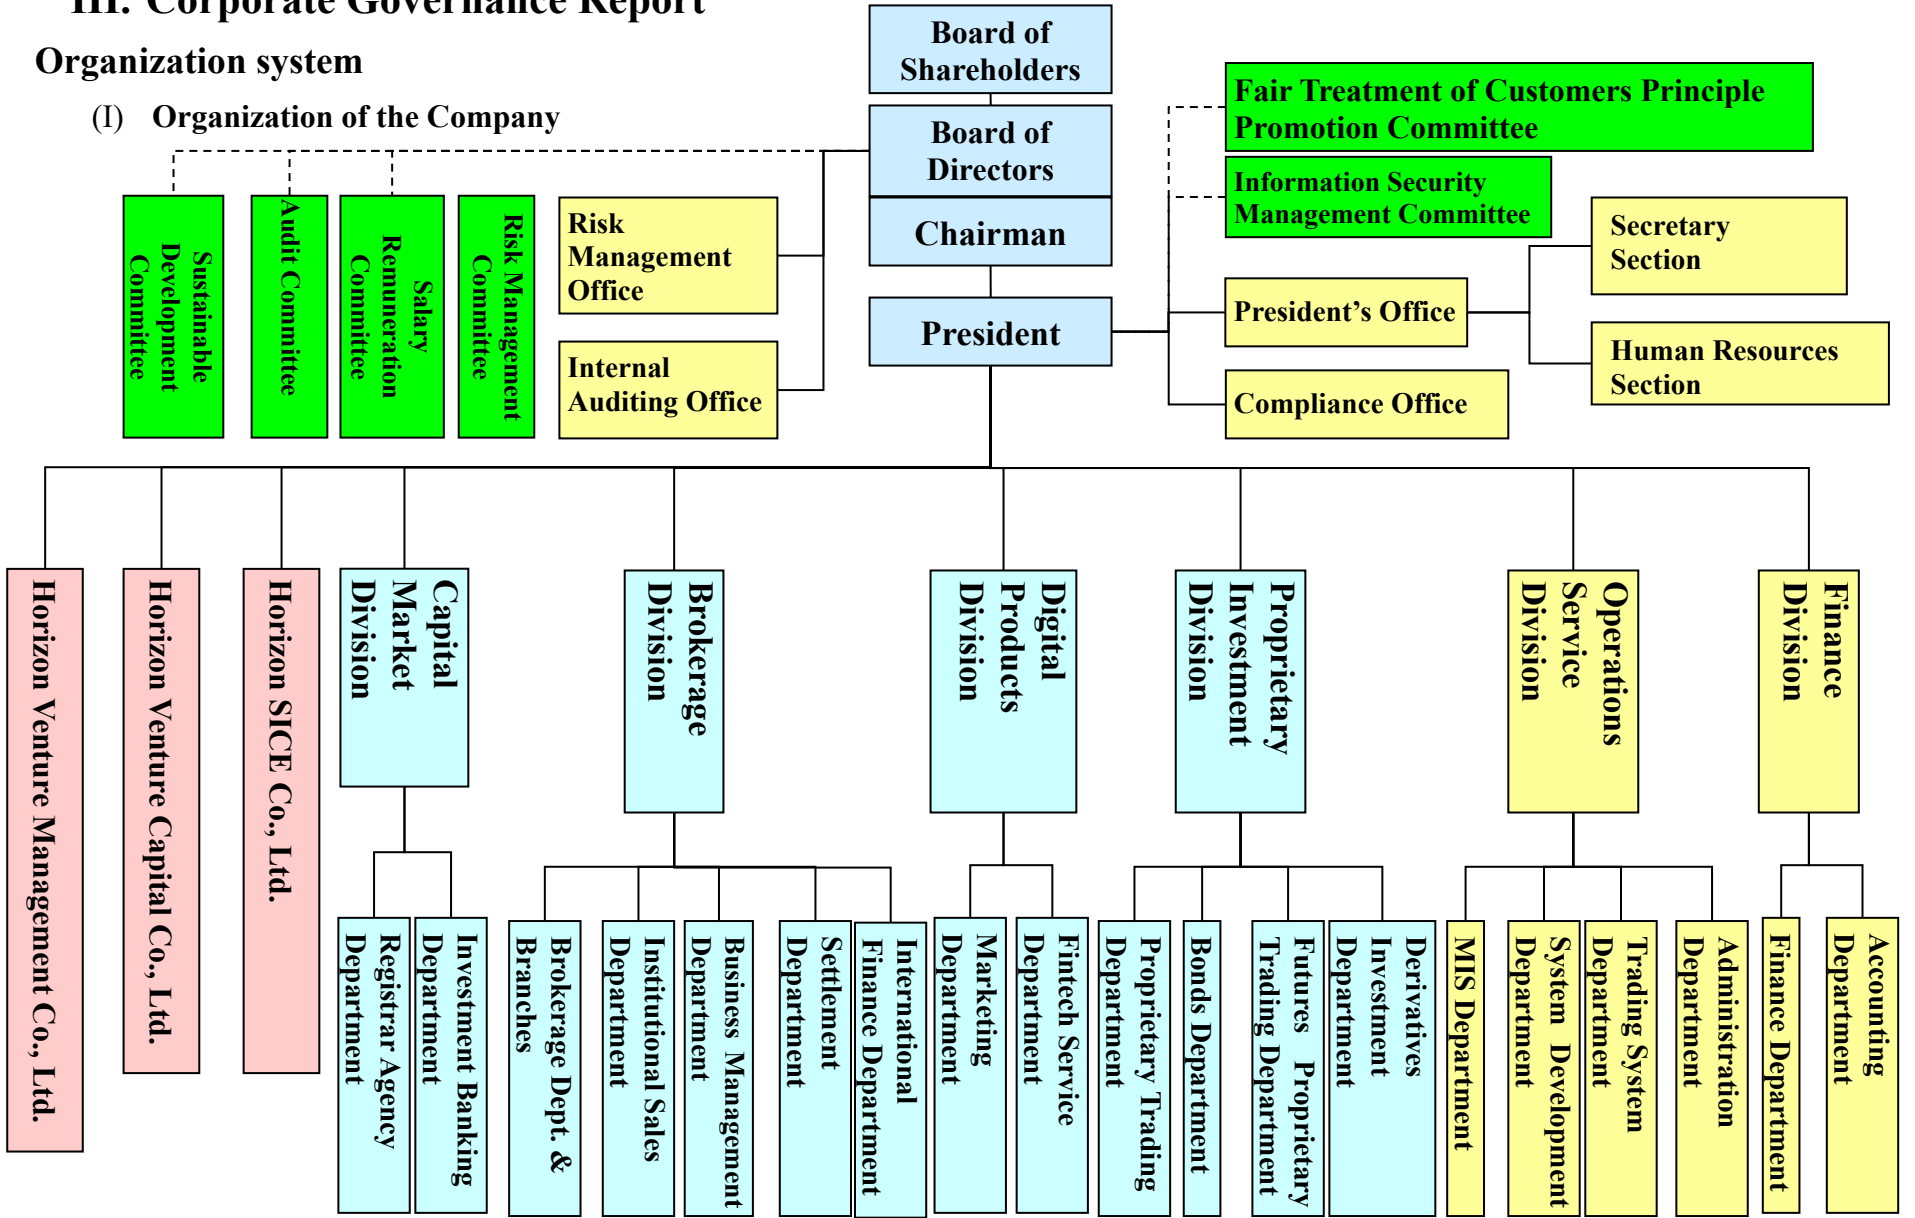 III. Corporate Governance Report
Organization system
(I) Organization of the Company
Board of
Shareholders
Board of
Directors
Chairman
President
Fair Treatment of Customers Principle
Promotion Committee
Information Security
Management Committee
Secretary
Section
President’s Office
Human Resources
Section
Compliance Office
Sustainable
Development
Committee
Audit Committee
Salary
Remuneration
Committee
Risk Management
Committee
Risk
Management
Office
Internal
Auditing Office
Horizon Venture Management Co., Ltd.
Horizon Venture Capital Co., Ltd.
Horizon SICE Co., Ltd.
Capital
Market
Division
Brokerage
Division
Digital
Products
Division
Proprietary
Investment
Division
Operations
Service
Division
Finance
Division
Registrar Agency
Department
Investment Banking
Department
Brokerage Dept. &
Branches
Institutional Sales
Department
Business Management
Department
Settlement
Department
International
Finance Department
Marketing
Department
Fintech Service
Department
Proprietary Trading
Department
Bonds Department
Futures Proprietary
Trading Department
Derivatives
Investment
Department
MIS Department
System Development
Department
Trading System
Department
Administration
Department
Finance Department
Accounting
Department